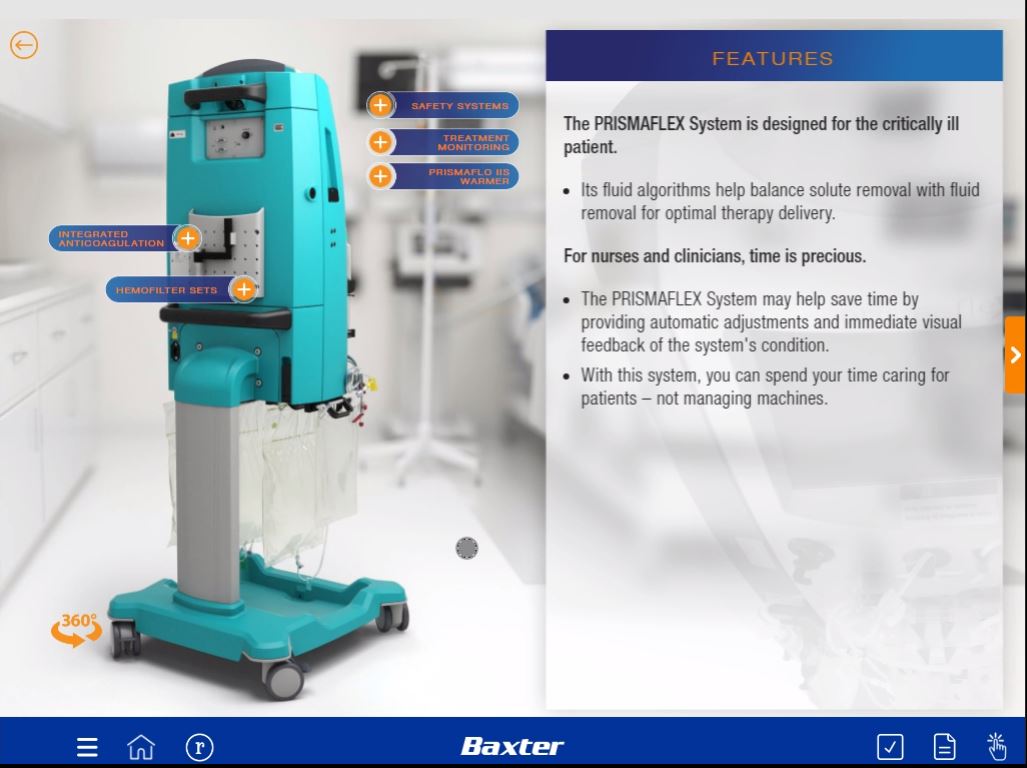 FEATURES
SAFETY SYSTEMS
TREATMENT
MONITORING
PRISMAFLO IIS
WARMER
INTEGRATED
ANTICOAGULATION
HEMOFILTER SETS
The PRISMAFLEX System is designed for the critically ill
patient.
• Its fluid algorithms help balance solute removal with fluid
removal for optimal therapy delivery.
For nurses and clinicians, time is precious.
• The PRISMAFLEX System may help save time by
providing automatic adjustments and immediate visual
feedback of the system's condition.
• With this system, you can spend your time caring for
patients – not managing machines.
360°
r
Baxter